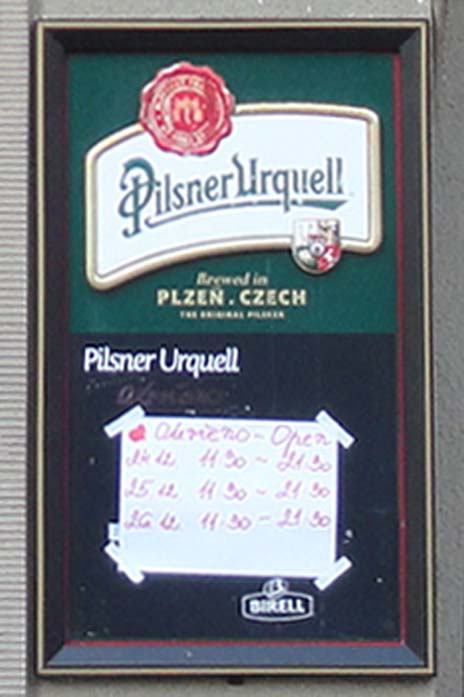 Pilsner Urquell
Brewed in
PLZEŇ . CZECH
THE ORIGINAL PILSNER
Pilsner Urquell
Otevřeno - Open
24.12 11 30 ~ 21 30
25.12 11 30 ~ 21 30
26.12 11 30 - 21 30
BIRELL